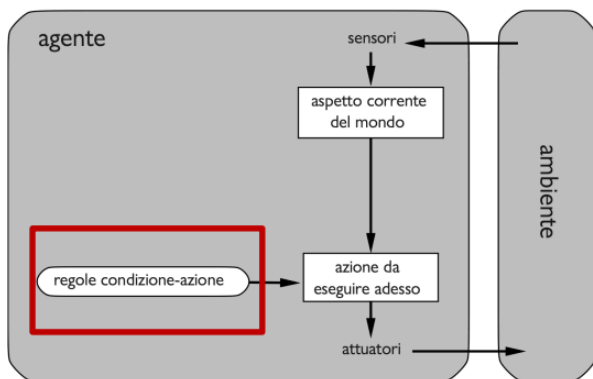 agente
sensori
aspetto corrente
del mondo
ambiente
regole condizione-azione
azione da
eseguire adesso
attuatori